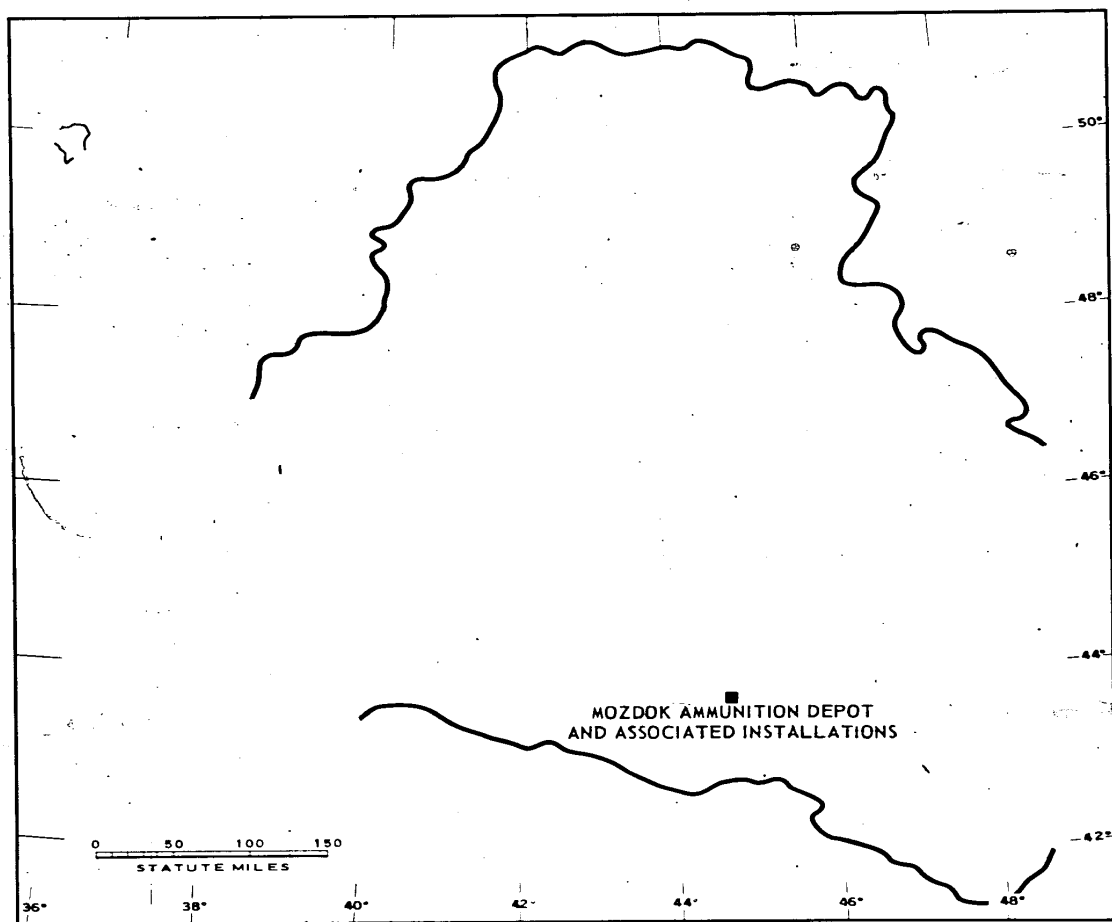 50°
48°
46°
44°
MOZDOK AMMUNITION DEPOT
AND ASSOCIATED INSTALLATIONS
42°
0 50 100 150
STATUTE MILES
36° 38° 40° 42° 44° 46° 48°